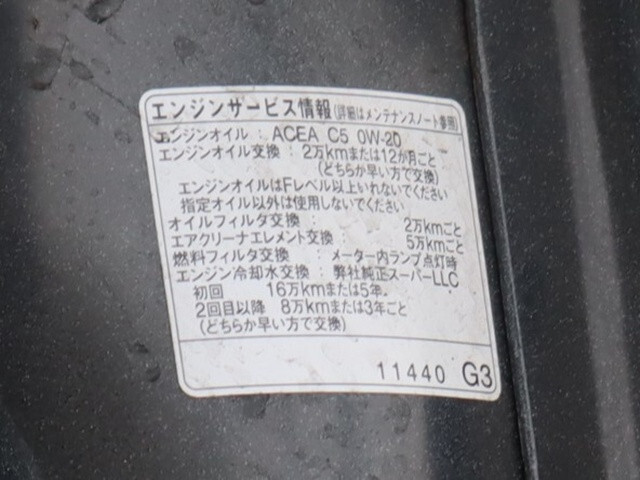 エンジンサービス情報(詳細はメンテナンスノート参照)
エンジンオイル: ACEA C5 0W-20
エンジンオイル交換: 2万kmまたは12か月ごと
(どちらか早い方で交換)
エンジンオイルはFレベル以上いれないでください
指定オイル以外は使用しないでください
オイルフィルタ交換: 2万kmごと
エアクリーナエレメント交換: 5万kmごと
燃料フィルタ交換: メーター内ランプ点灯時
エンジン冷却水交換: 弊社純正スーパーLLC
初回 16万kmまたは5年。
2回目以降 8万kmまたは3年ごと
(どちらか早い方で交換)
11440 G3